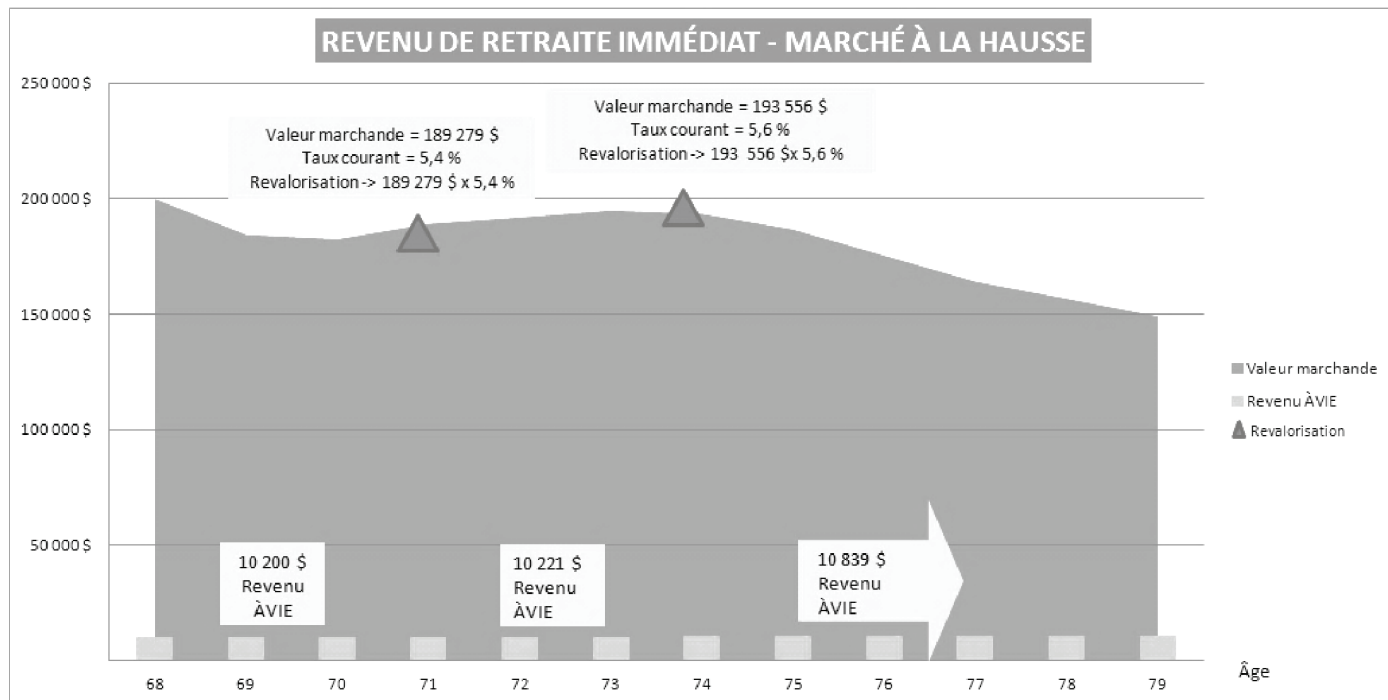 REVENU DE RETRAITE IMMÉDIAT - MARCHÉ À LA HAUSSE
250 000 $
200 000 $
150 000 $
100 000 $
50 000 $
Valeur marchande = 189 279 $
Taux courant = 5,4 %
Revalorisation -> 189 279 $ x 5,4 %
Valeur marchande = 193 556 $
Taux courant = 5,6 %
Revalorisation -> 193 556 $x 5,6 %
Valeur marchande
Revenu ÀVIE
Revalorisation
10 200 $
Revenu
ÀVIE
10 221 $
Revenu
ÀVIE
10 839 $
Revenu
ÀVIE
68 69 70 71 72 73 74 75 76 77 78 79
Âge